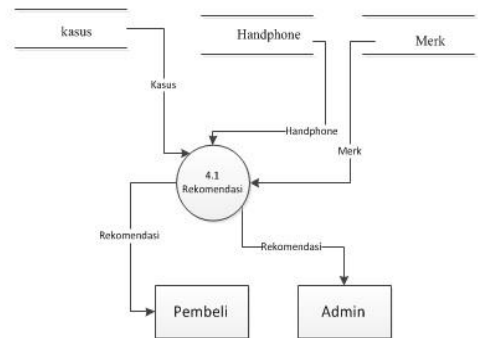 kasus
Handphone
Merk
Kasus
Handphone
Merk
4.1
Rekomendasi
Rekomendasi
Rekomendasi
Pembeli
Admin